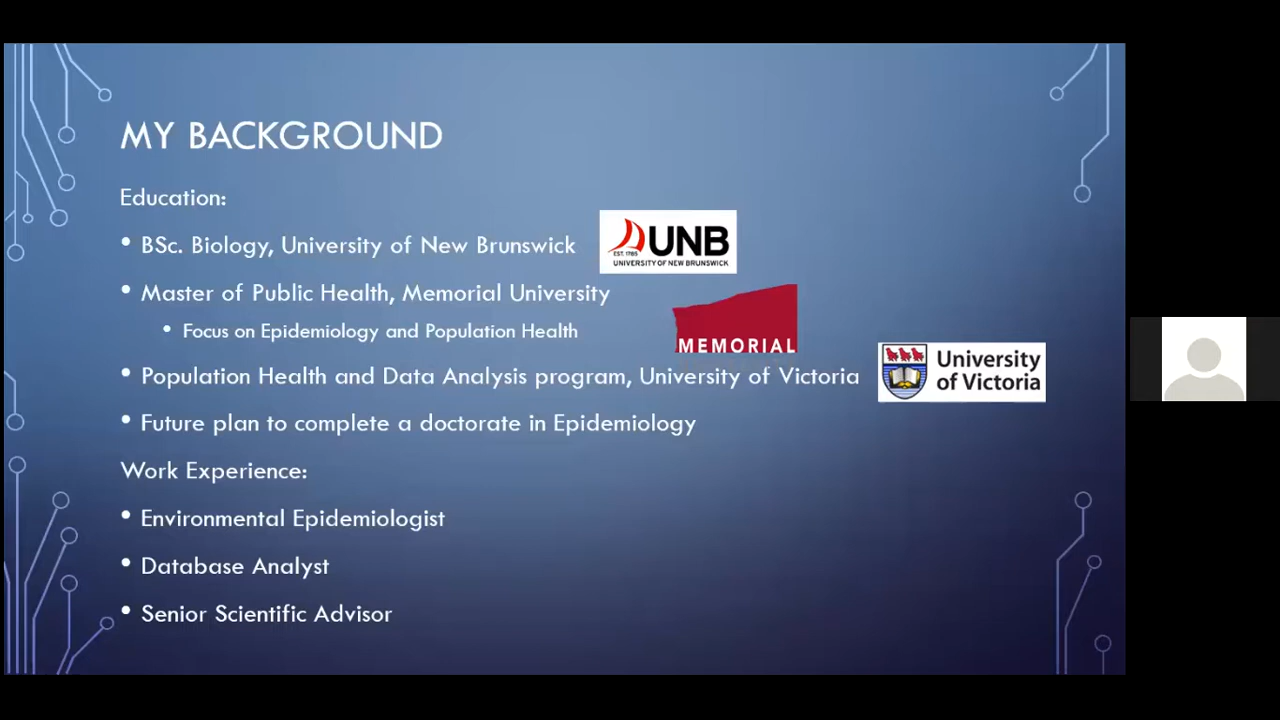 MY BACKGROUND
Education:
• BSc. Biology, University of New Brunswick
UNB
EST. 1785
UNIVERSITY OF NEW BRUNSWICK
• Master of Public Health, Memorial University
• Focus on Epidemiology and Population Health
MEMORIAL
• Population Health and Data Analysis program, University of Victoria
University
of Victoria
• Future plan to complete a doctorate in Epidemiology
Work Experience:
• Environmental Epidemiologist
• Database Analyst
• Senior Scientific Advisor